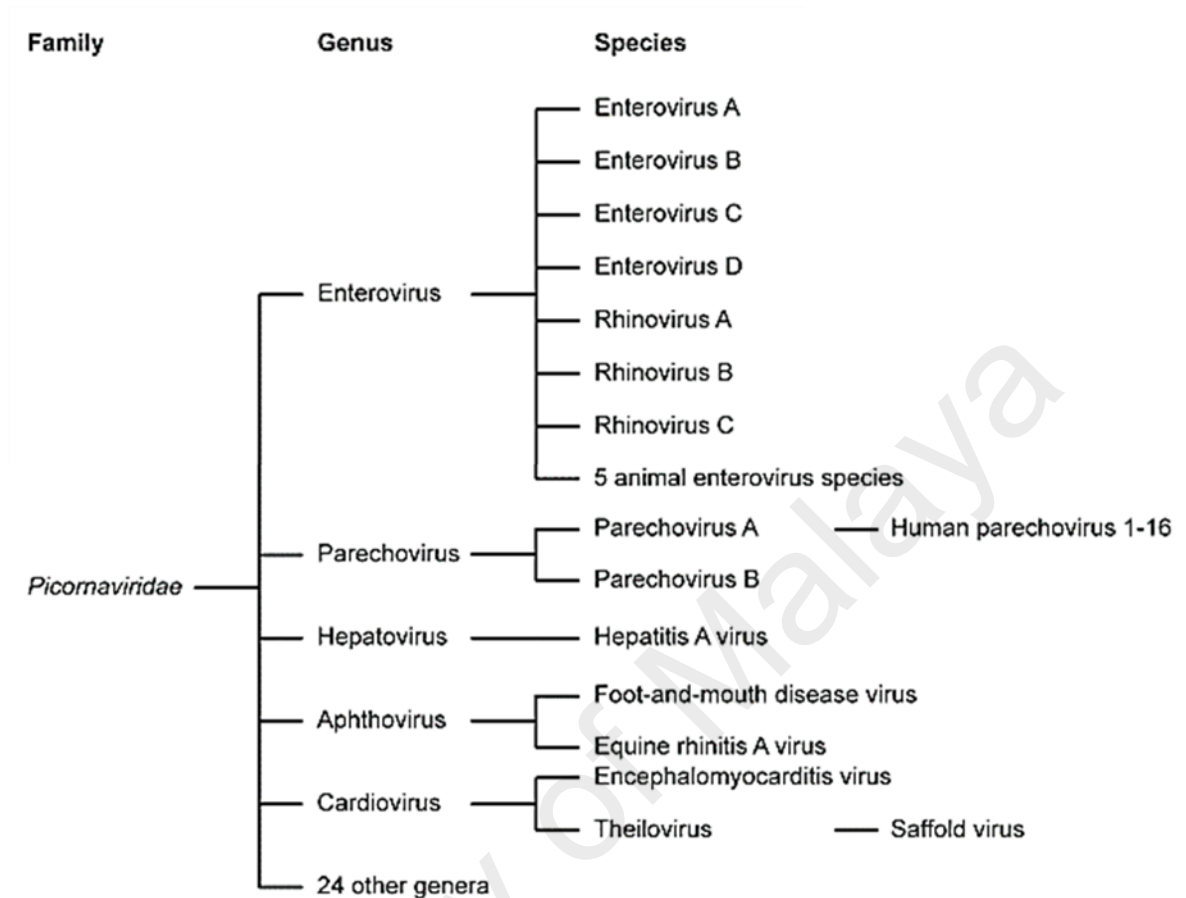 Family Genus Species
Enterovirus A
Enterovirus B
Enterovirus C
Enterovirus D
Enterovirus
Rhinovirus A
Rhinovirus B
Rhinovirus C
5 animal enterovirus species
Parechovirus A Human parechovirus 1-16
Parechovirus
Parechovirus B
Picornaviridae
Hepatovirus Hepatitis A virus
Foot-and-mouth disease virus
Aphthovirus
Equine rhinitis A virus
Encephalomyocarditis virus
Cardiovirus
Theilovirus Saffold virus
24 other genera
y of Malaya